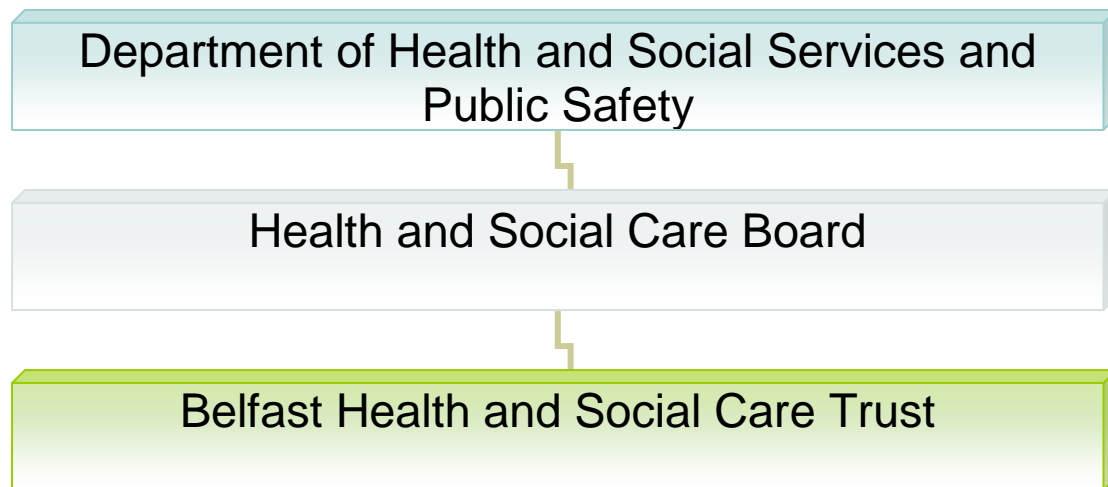 Department of Health and Social Services and
Public Safety
Health and Social Care Board
Belfast Health and Social Care Trust